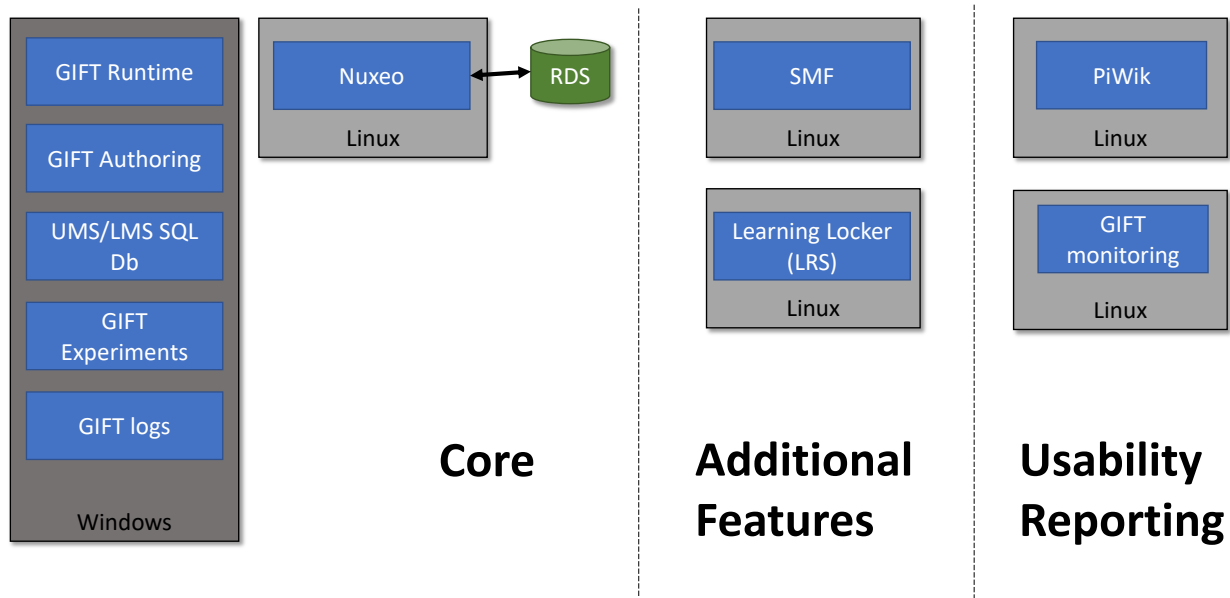 GIFT Runtime
GIFT Authoring
UMS/LMS SQL
Db
GIFT
Experiments
GIFT logs
Windows
Nuxeo
Linux
RDS
Core
SMF
Linux
Learning Locker
(LRS)
Linux
Additional
Features
PiWik
Linux
GIFT
monitoring
Linux
Usability
Reporting